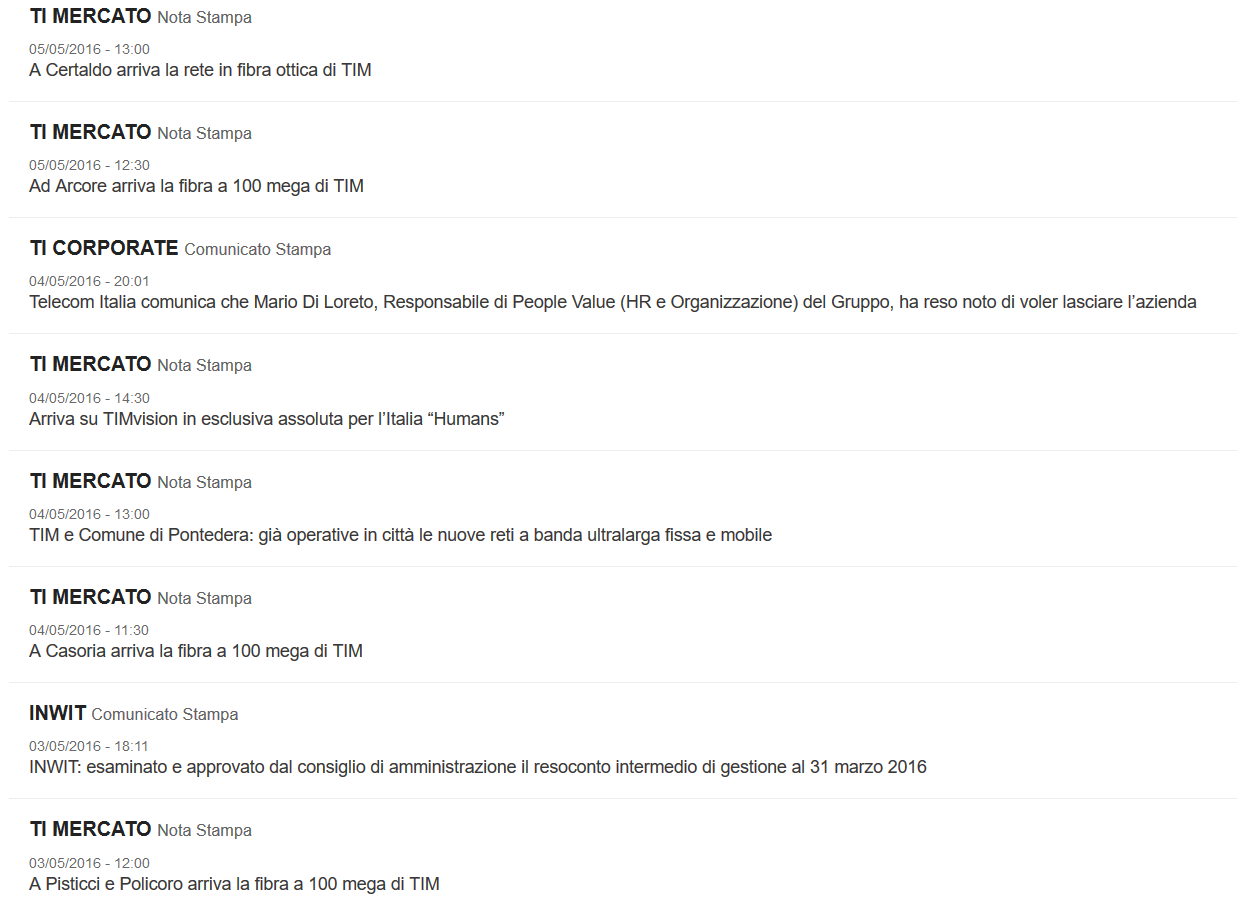 TI MERCATO Nota Stampa
05/05/2016 - 13:00
A Certaldo arriva la rete in fibra ottica di TIM
TI MERCATO Nota Stampa
05/05/2016 - 12:30
Ad Arcore arriva la fibra a 100 mega di TIM
TI CORPORATE Comunicato Stampa
04/05/2016 - 20:01
Telecom Italia comunica che Mario Di Loreto, Responsabile di People Value (HR e Organizzazione) del Gruppo, ha reso noto di voler lasciare l’azienda
TI MERCATO Nota Stampa
04/05/2016 - 14:30
Arriva su TIMvision in esclusiva assoluta per l’Italia “Humans”
TI MERCATO Nota Stampa
04/05/2016 - 13:00
TIM e Comune di Pontedera: già operative in città le nuove reti a banda ultralarga fissa e mobile
TI MERCATO Nota Stampa
04/05/2016 - 11:30
A Casoria arriva la fibra a 100 mega di TIM
INWIT Comunicato Stampa
03/05/2016 - 18:11
INWIT: esaminato e approvato dal consiglio di amministrazione il resoconto intermedio di gestione al 31 marzo 2016
TI MERCATO Nota Stampa
03/05/2016 - 12:00
A Pisticci e Policoro arriva la fibra a 100 mega di TIM